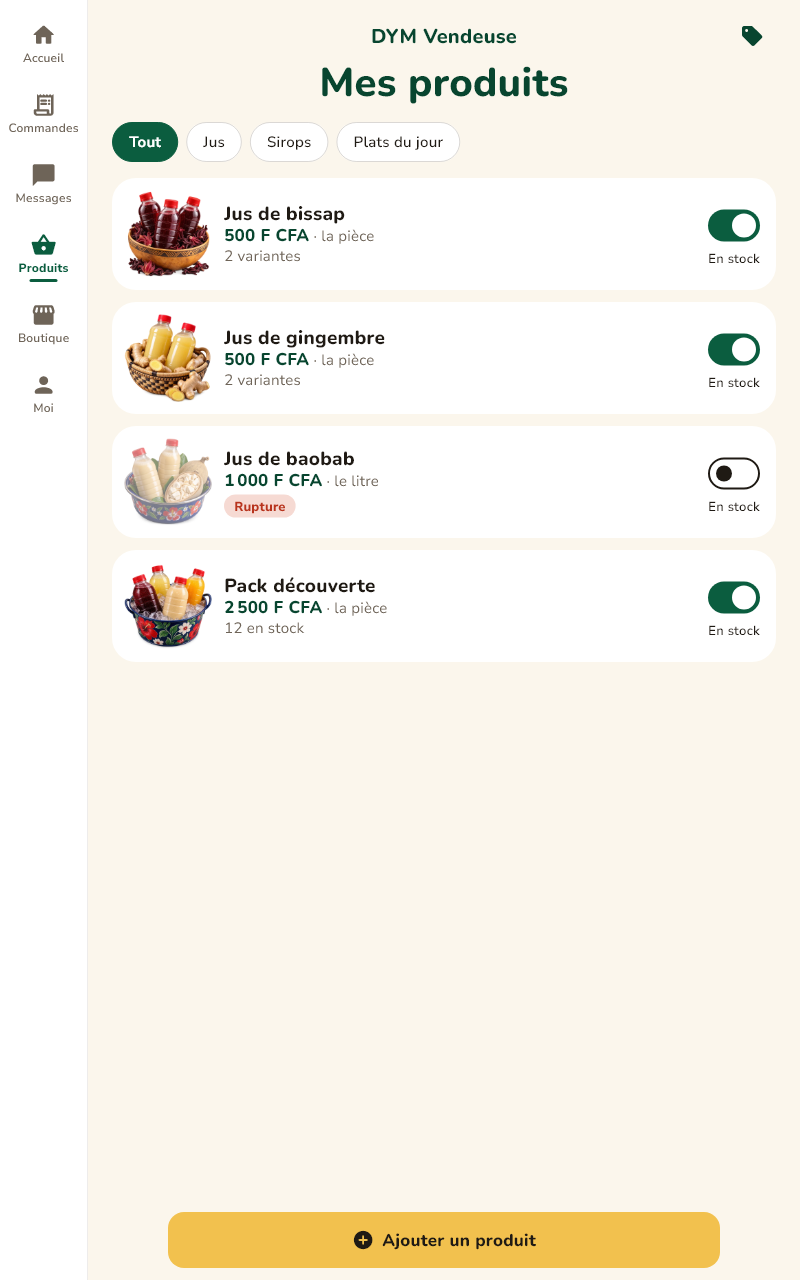 DYM Vendeuse
Mes produits
Accueil
Commandes
Messages
Produits
Boutique
Moi
Tout
Jus
Sirops
Plats du jour
Jus de bissap
500 F CFA · la pièce
2 variantes
En stock
Jus de gingembre
500 F CFA · la pièce
2 variantes
En stock
Jus de baobab
1 000 F CFA · le litre
Rupture
En stock
Pack découverte
2 500 F CFA · la pièce
12 en stock
En stock
Ajouter un produit